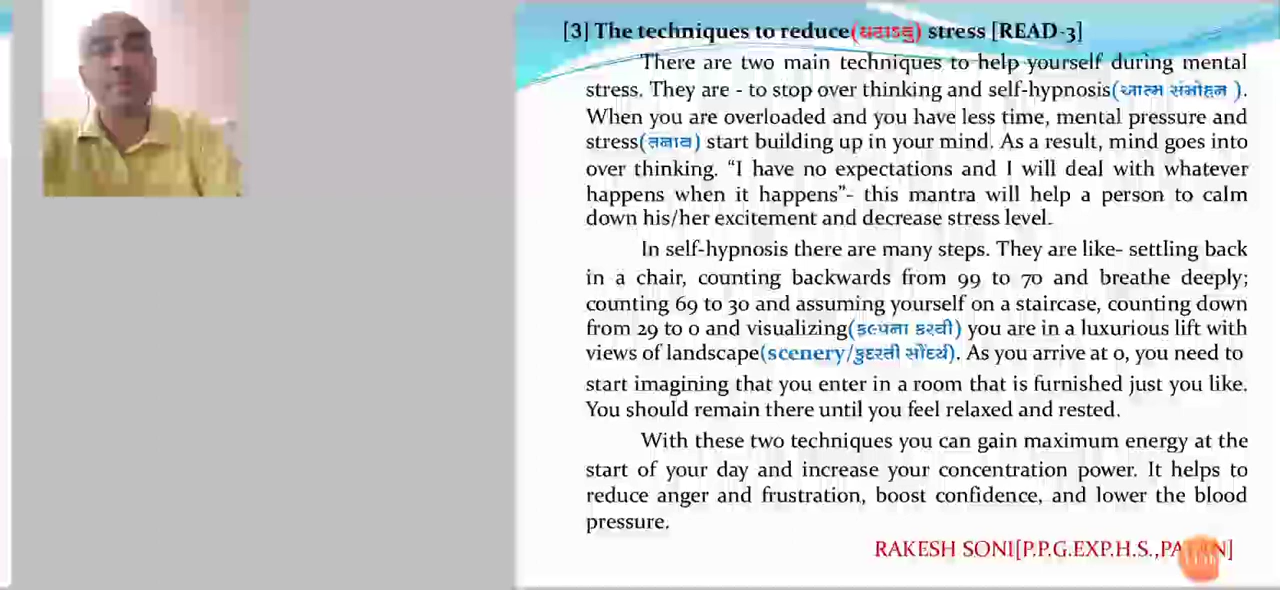 [3] The techniques to reduce(ઘટાડવું) stress [READ-3]
There are two main techniques to help yourself during mental
stress. They are - to stop over thinking and self-hypnosis(આત્મ સંમોહન ).
When you are overloaded and you have less time, mental pressure and
stress(તનાવ) start building up in your mind. As a result, mind goes into
over thinking. “I have no expectations and I will deal with whatever
happens when it happens”- this mantra will help a person to calm
down his/her excitement and decrease stress level.
In self-hypnosis there are many steps. They are like- settling back
in a chair, counting backwards from 99 to 70 and breathe deeply;
counting 69 to 30 and assuming yourself on a staircase, counting down
from 29 to 0 and visualizing(કલ્પના કરવી) you are in a luxurious lift with
views of landscape(scenery/કુદરતી સૌંદર્ય). As you arrive at 0, you need to
start imagining that you enter in a room that is furnished just you like.
You should remain there until you feel relaxed and rested.
With these two techniques you can gain maximum energy at the
start of your day and increase your concentration power. It helps to
reduce anger and frustration, boost confidence, and lower the blood
pressure.
RAKESH SONI[P.P.G.EXP.H.S.,